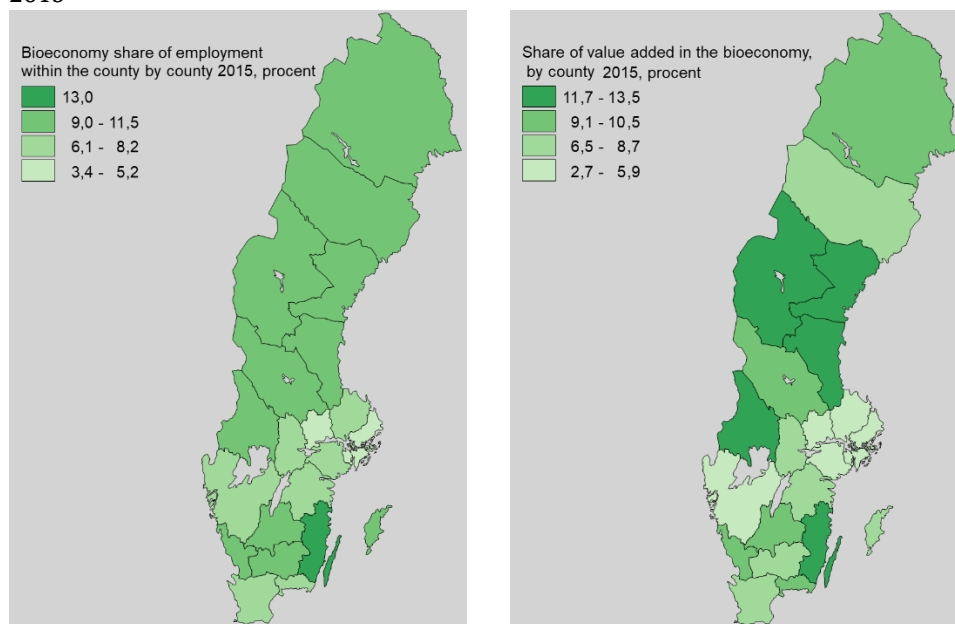 2015
Bioeconomy share of employment
within the county by county 2015, procent
13,0
9,0 - 11,5
6,1 - 8,2
3,4 - 5,2
Share of value added in the bioeconomy,
by county 2015, procent
11,7 - 13,5
9,1 - 10,5
6,5 - 8,7
2,7 - 5,9